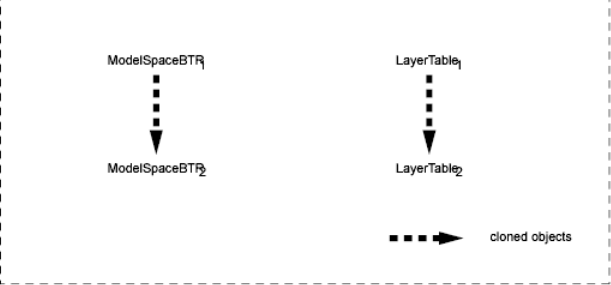 ModelSpaceBTR1 LayerTable1
ModelSpaceBTR2 LayerTable2
cloned objects